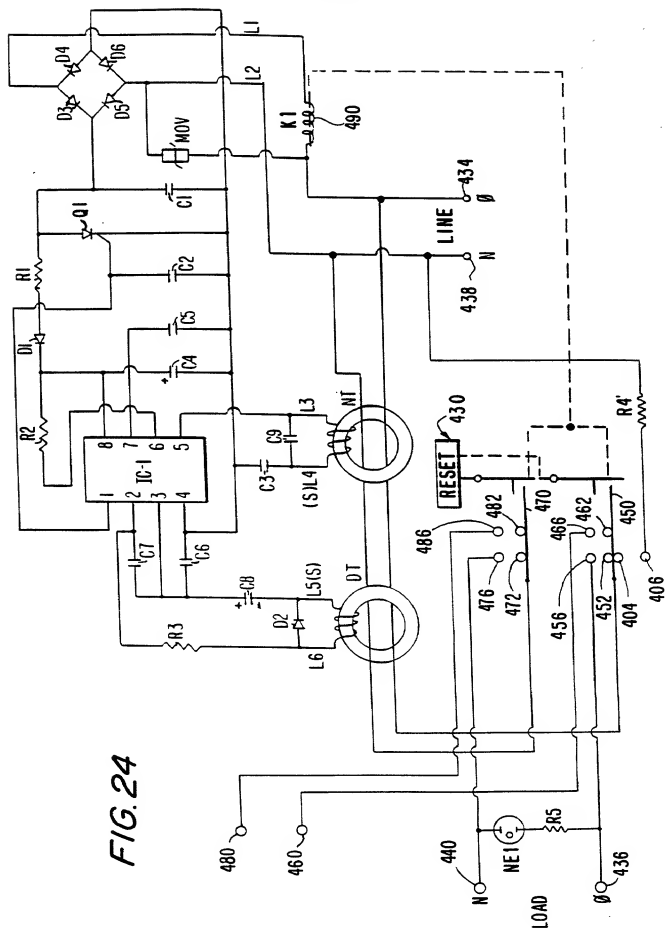 D4
D6
D3
D5
L1
L2
MOV
K1
490
C1
Q1
R1
C2
D1
C5
C4
+
R2
8
7
6
5
IC-1
1
2
3
4
C7
C6
C3
C9
L3
(S)L4
NT
R3
+
C8
-
D2
L5(S)
L6
DT
LINE
434
Ø
N
438
430
RESET
R4'
486
482
470
476
472
466
462
450
456
452
404
406
FIG. 24
480
460
440
N
NE1
R5
LOAD
Ø
436